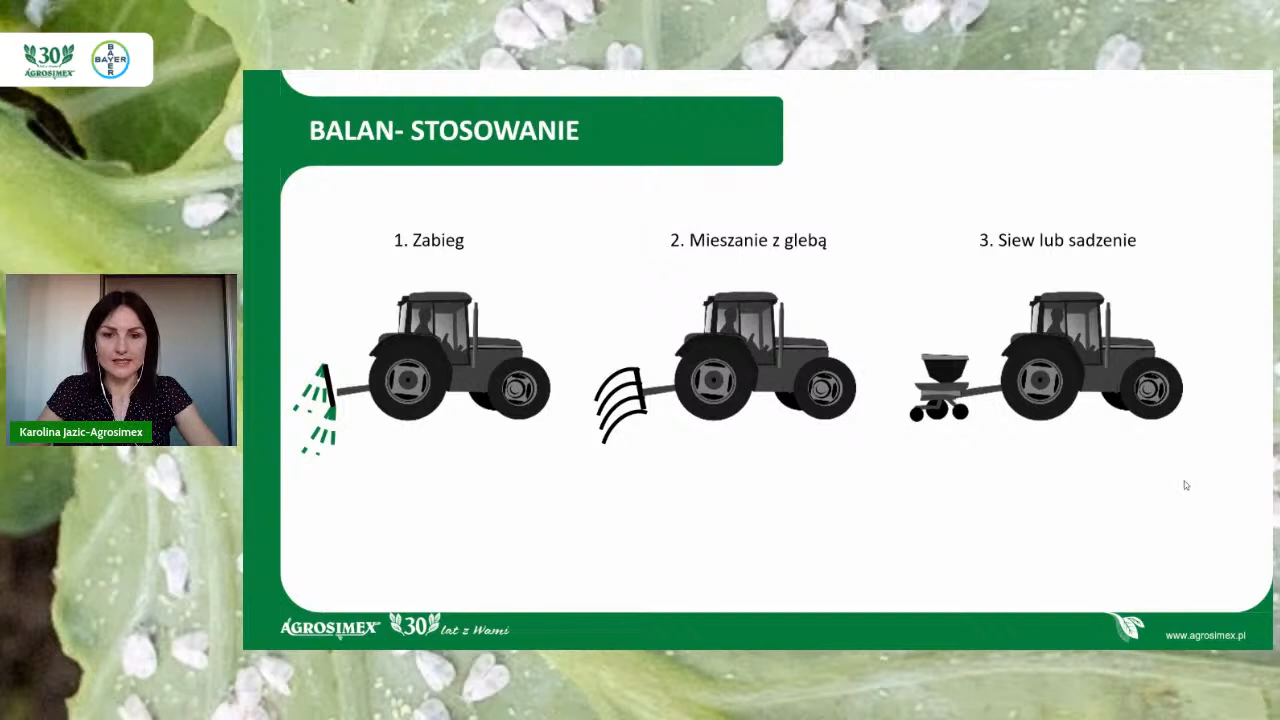 30
AGROSIMEX
BAYER
BAYER
BALAN- STOSOWANIE
1. Zabieg
2. Mieszanie z glebą
3. Siew lub sadzenie
Karolina Jazic-Agrosimex
AGROSIMEX 30 lat z Wami
www.agrosimex.pl